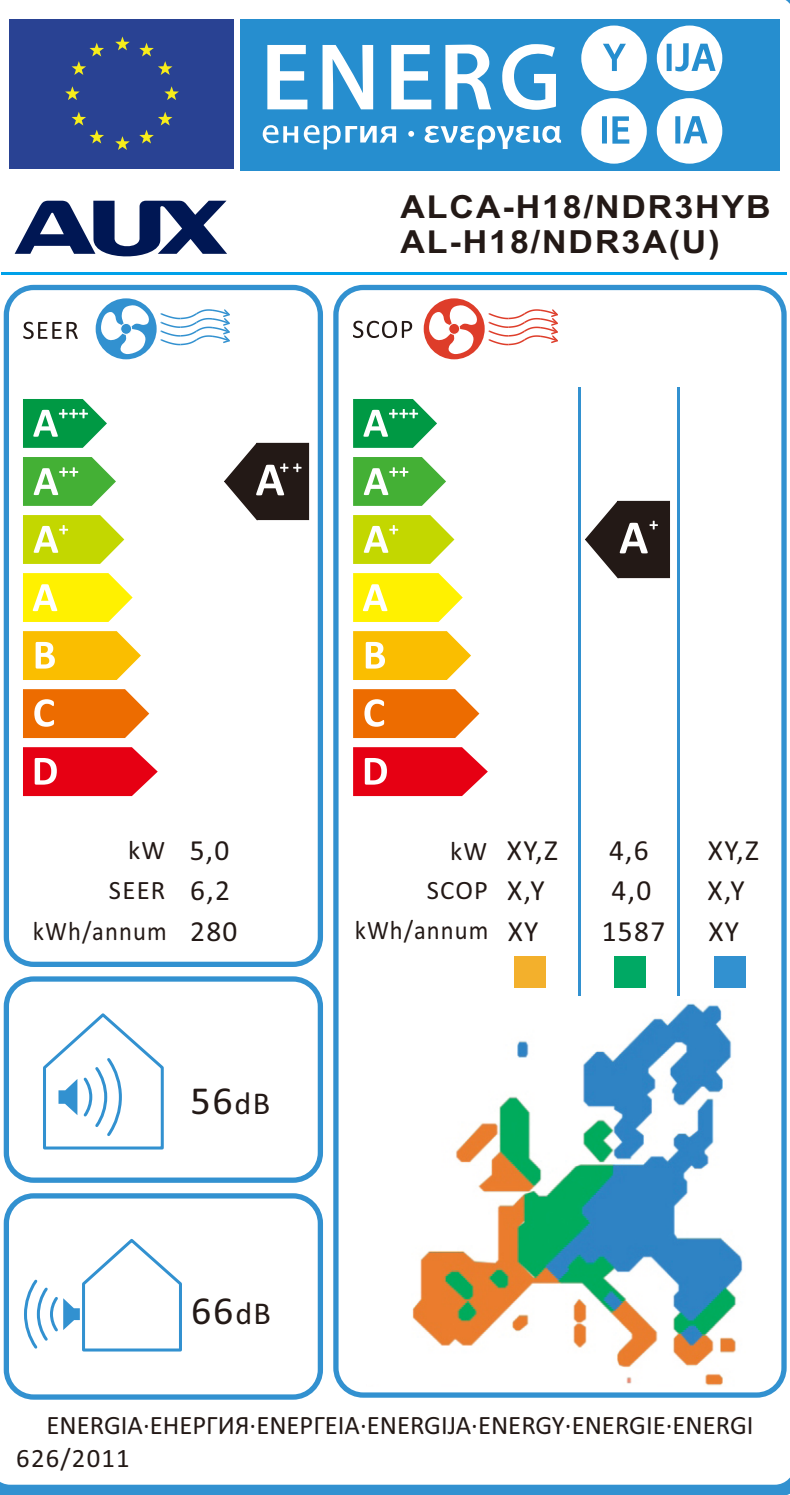 ENERG
енергия · ενεργεια
Y IJA
IE IA
AUX
ALCA-H18/NDR3HYB
AL-H18/NDR3A(U)
SEER
A+++
A++
A++
A+
A
B
C
D
kW 5,0
SEER 6,2
kWh/annum 280
SCOP
A+++
A++
A+
A+
A
B
C
D
kW XY,Z 4,6 XY,Z
SCOP X,Y 4,0 X,Y
kWh/annum XY 1587 XY
56dB
66dB
ENERGIA·ЕНЕРГИЯ·ΕΝΕΡΓΕΙΑ·ENERGIJA·ENERGY·ENERGIE·ENERGI
626/2011